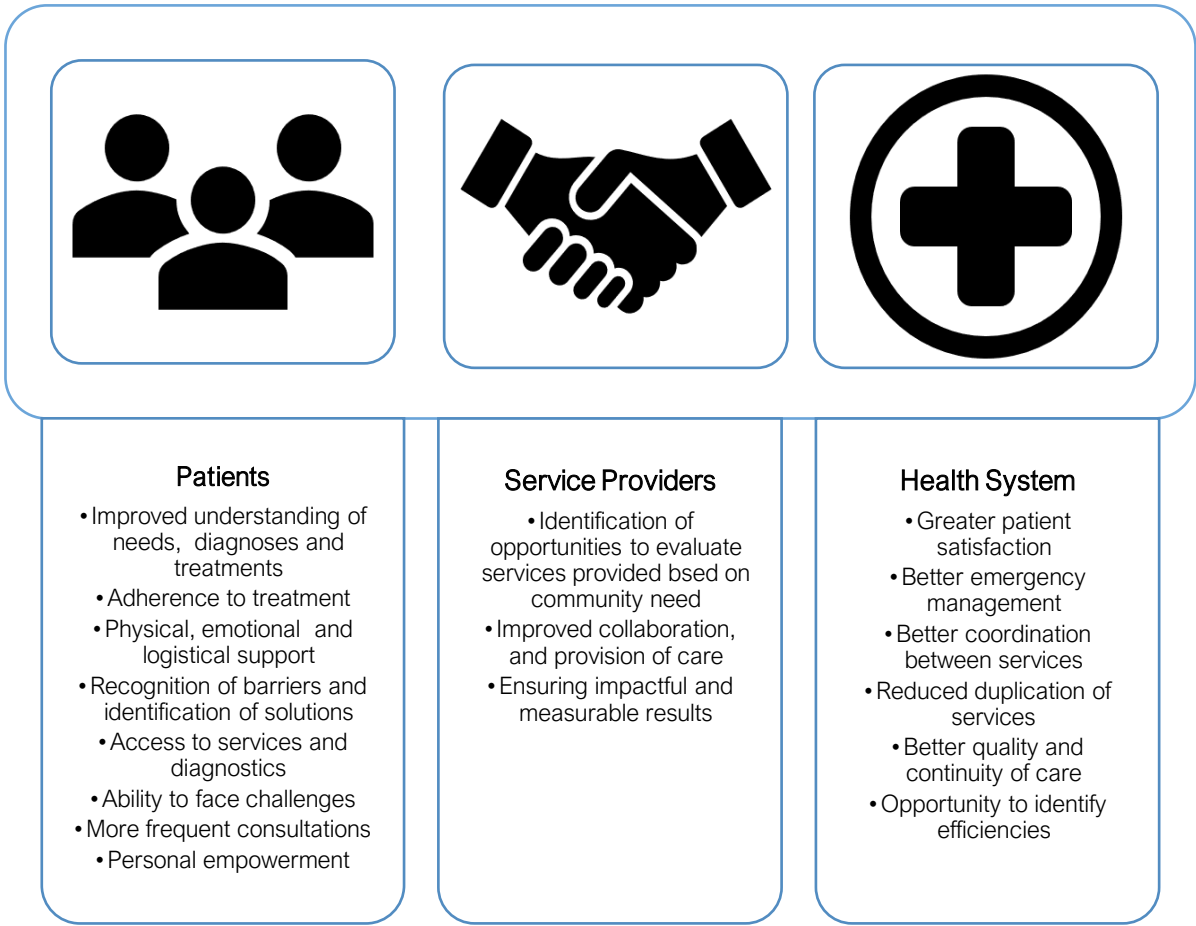 Patients
•Improved understanding of
needs,  diagnoses and
treatments
•Adherence to treatment
•Physical, emotional  and
logistical support
•Recognition of barriers and
identification of solutions
•Access to services and
diagnostics
•Ability to face challenges
•More frequent consultations
•Personal empowerment
Service Providers
•Identification of
opportunities to evaluate
services provided bsed on
community need
•Improved collaboration,
and provision of care
•Ensuring impactful and
measurable results
Health System
•Greater patient
satisfaction
•Better emergency
management
•Better coordination
between services
•Reduced duplication of
services
•Better quality and
continuity of care
•Opportunity to identify
efficiencies